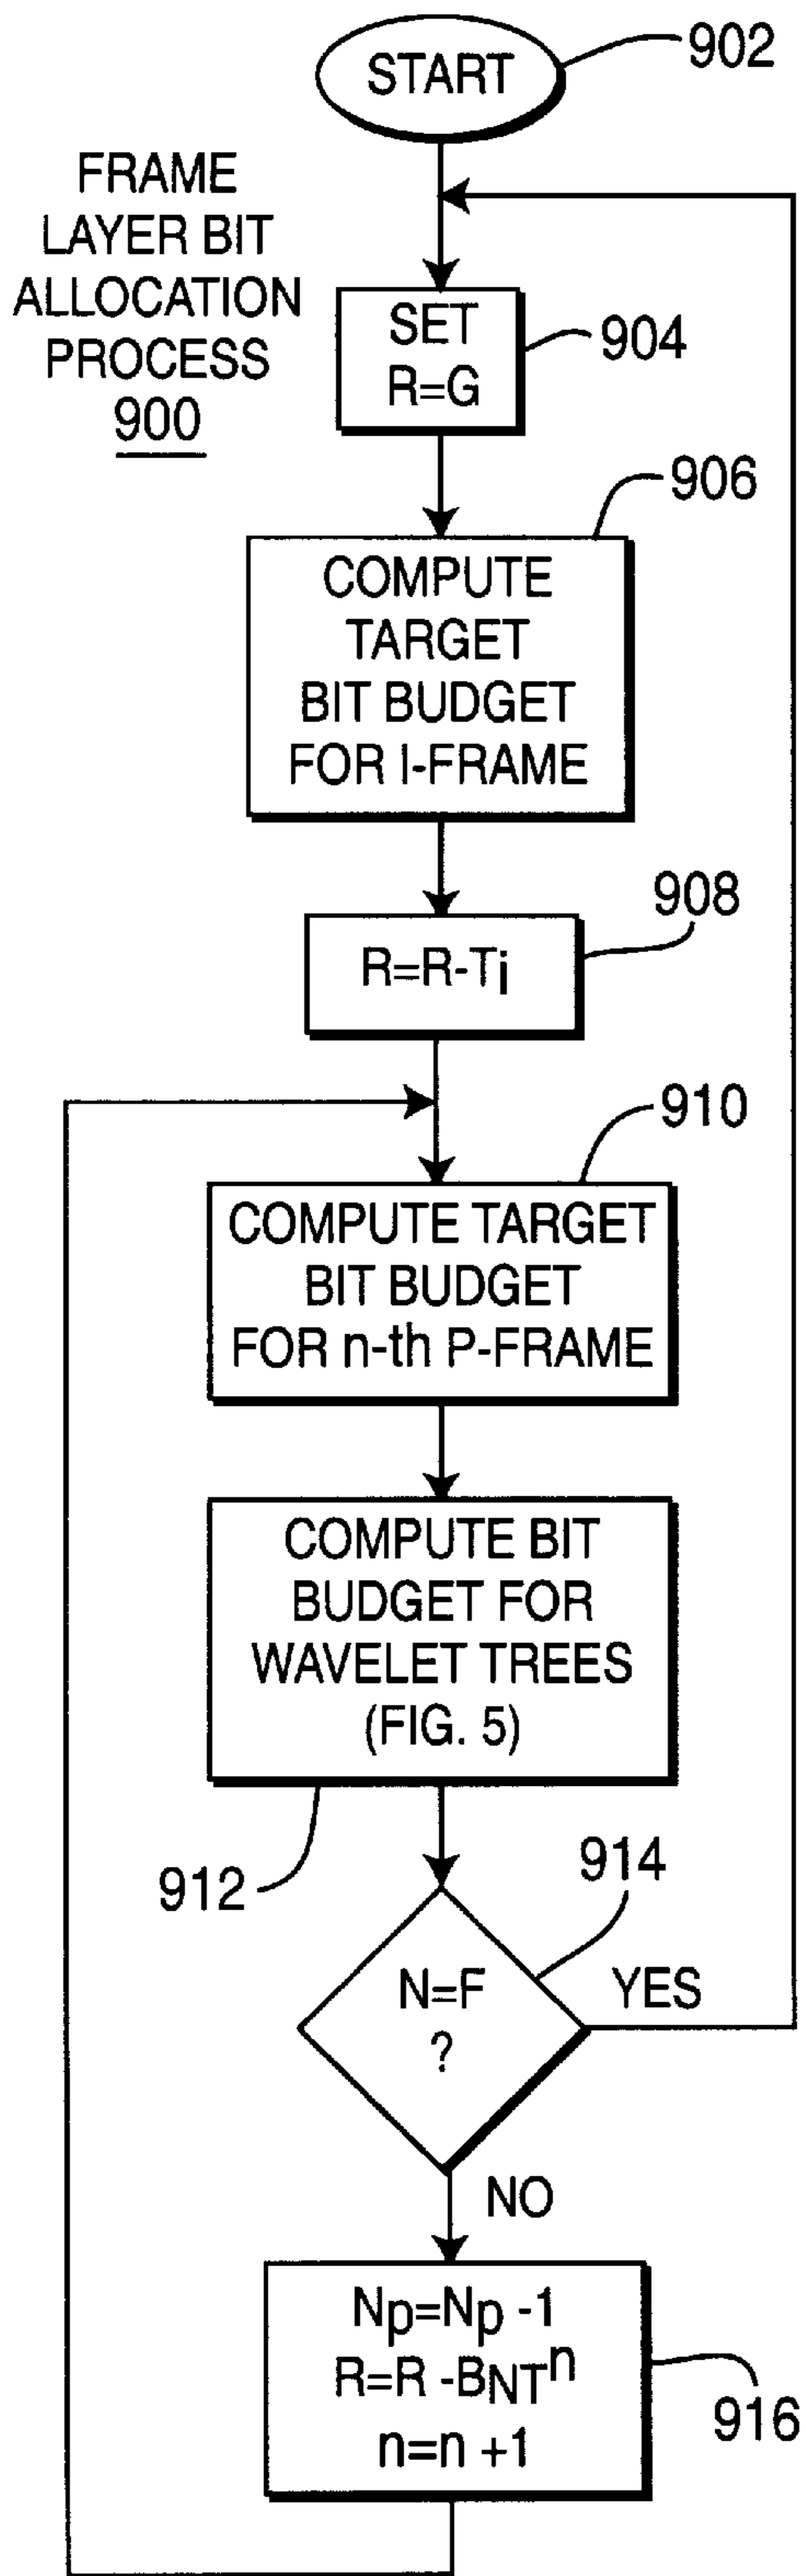 START
902
FRAME
LAYER BIT
ALLOCATION
PROCESS
900
SET
R=G
904
906
COMPUTE
TARGET
BIT BUDGET
FOR I-FRAME
908
R=R-Ti
910
COMPUTE TARGET
BIT BUDGET
FOR n-th P-FRAME
COMPUTE BIT
BUDGET FOR
WAVELET TREES
(FIG. 5)
912
914
N=F
?
YES
NO
Np=Np -1
R=R -BNTn
n=n +1
916